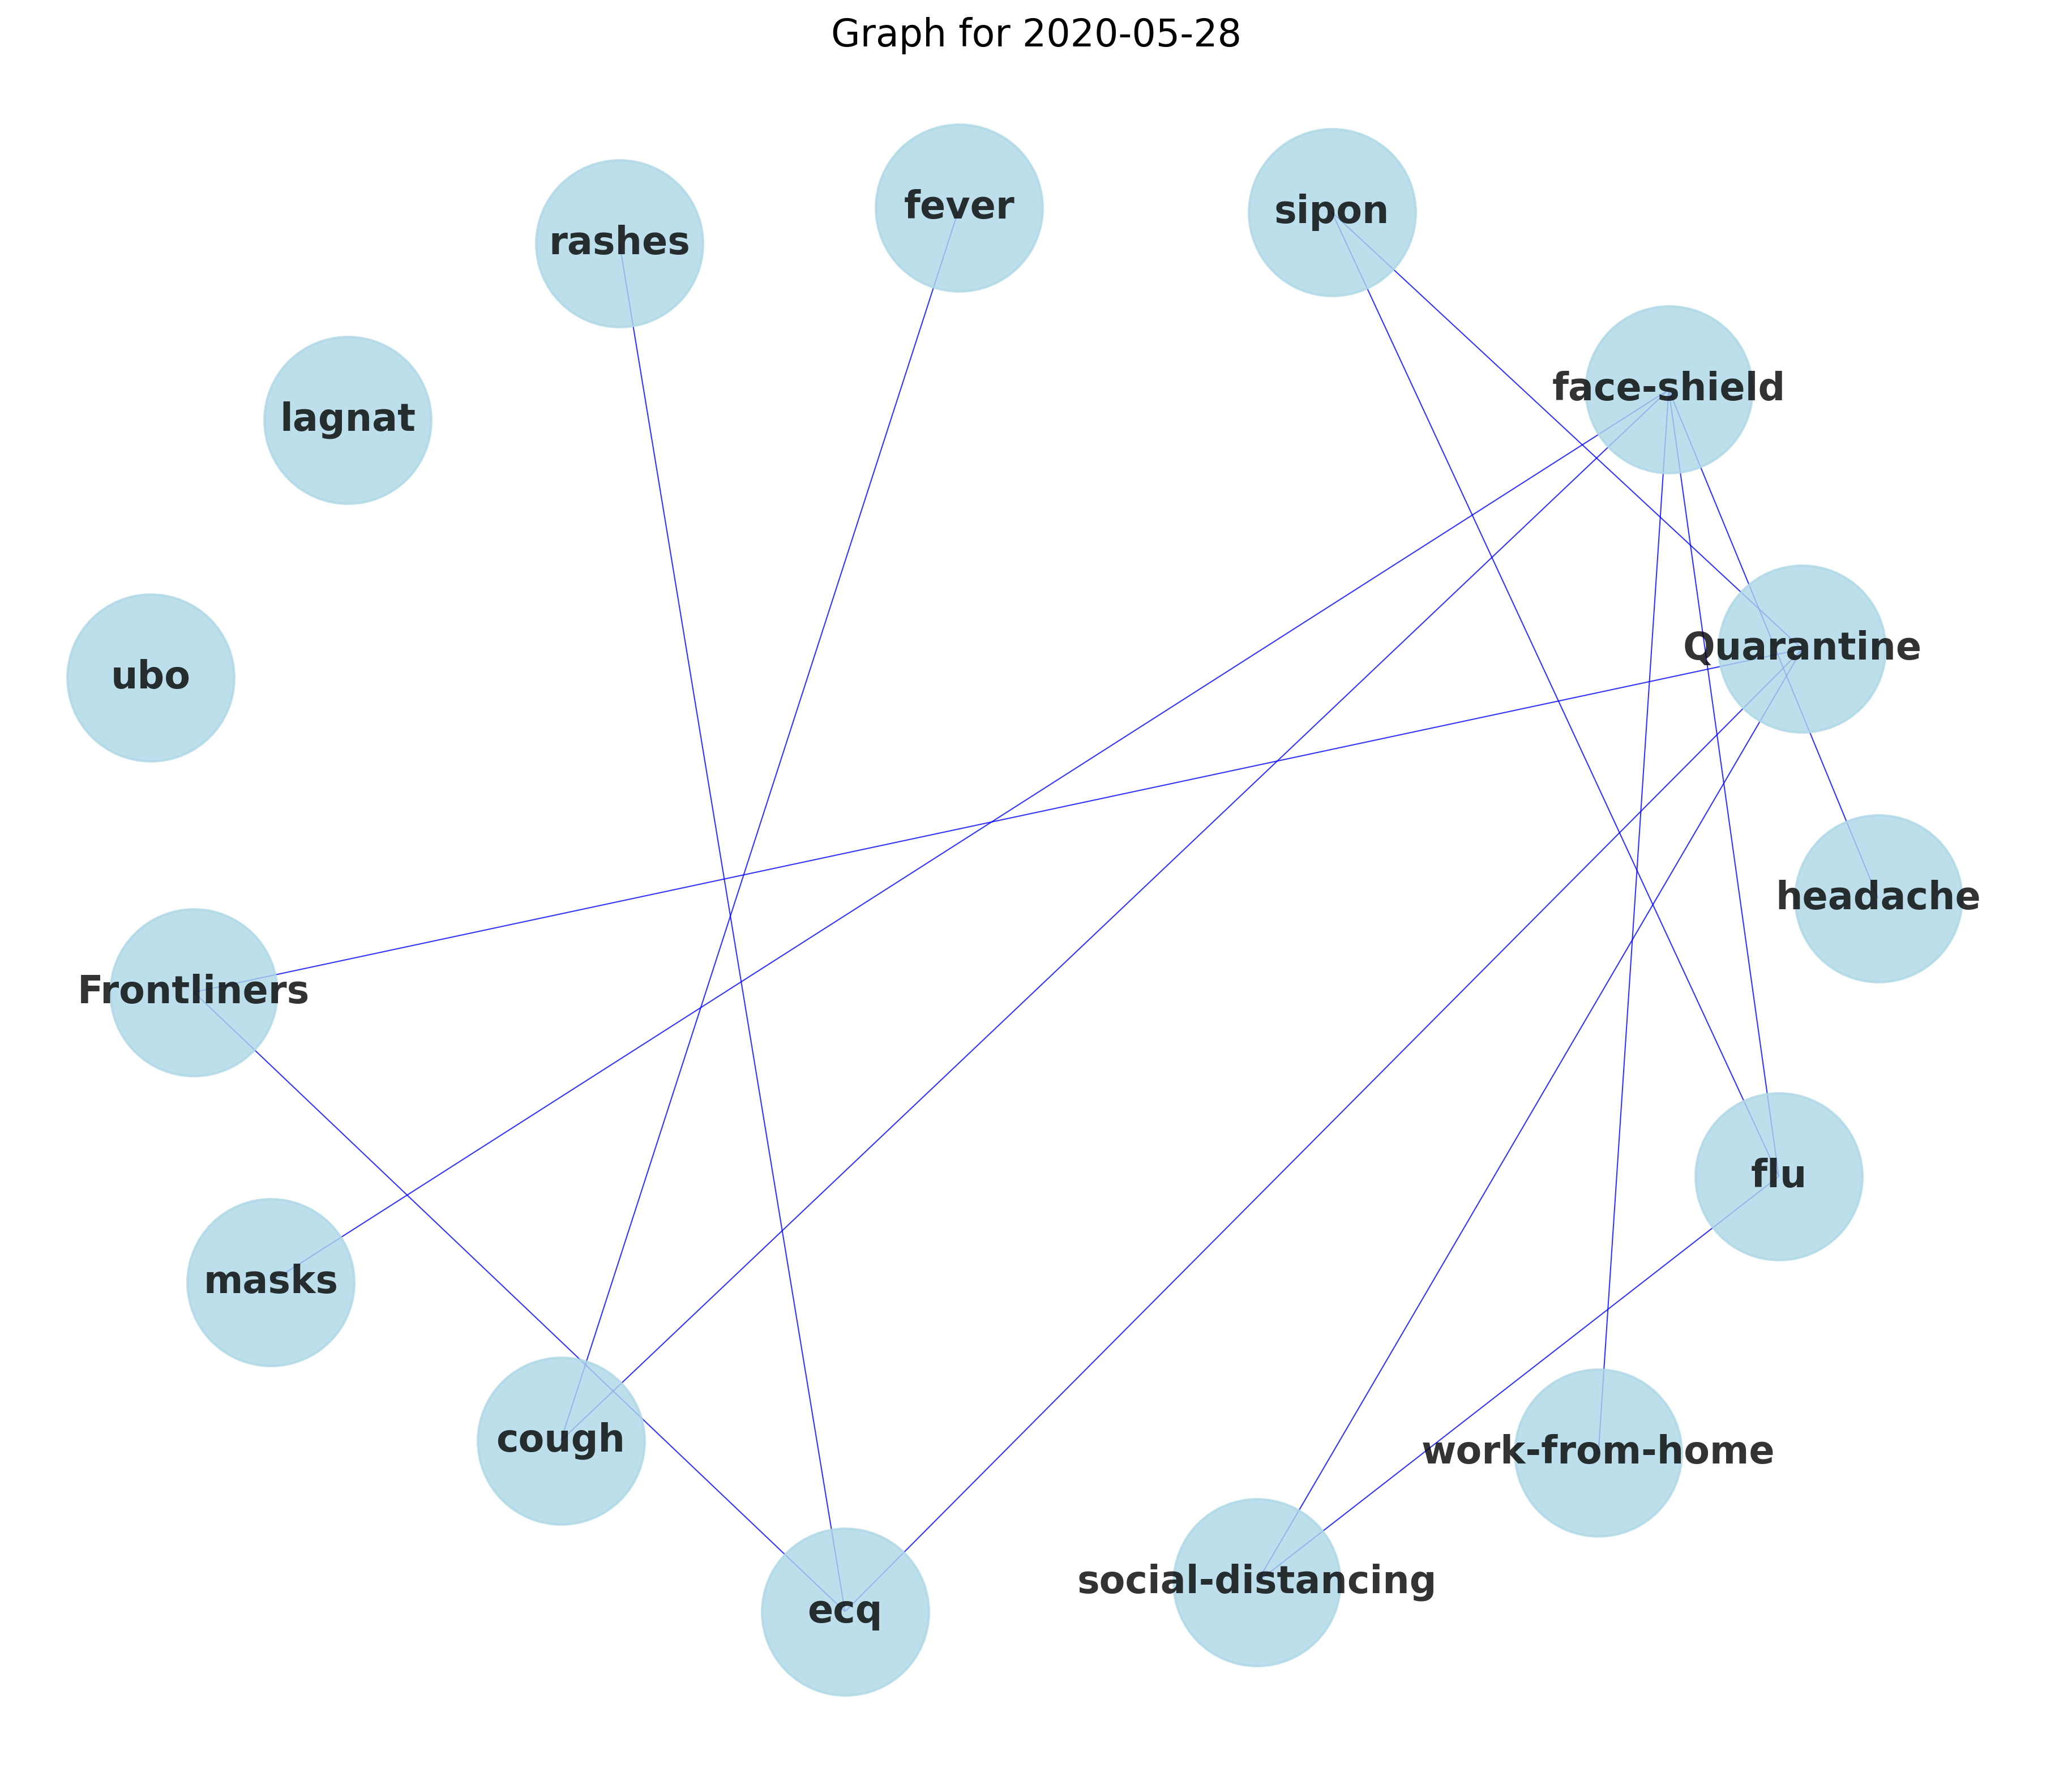 Graph for 2020-05-28
fever
sipon
rashes
face-shield
lagnat
Quarantine
ubo
headache
Frontliners
flu
masks
cough
work-from-home
social-distancing
ecq